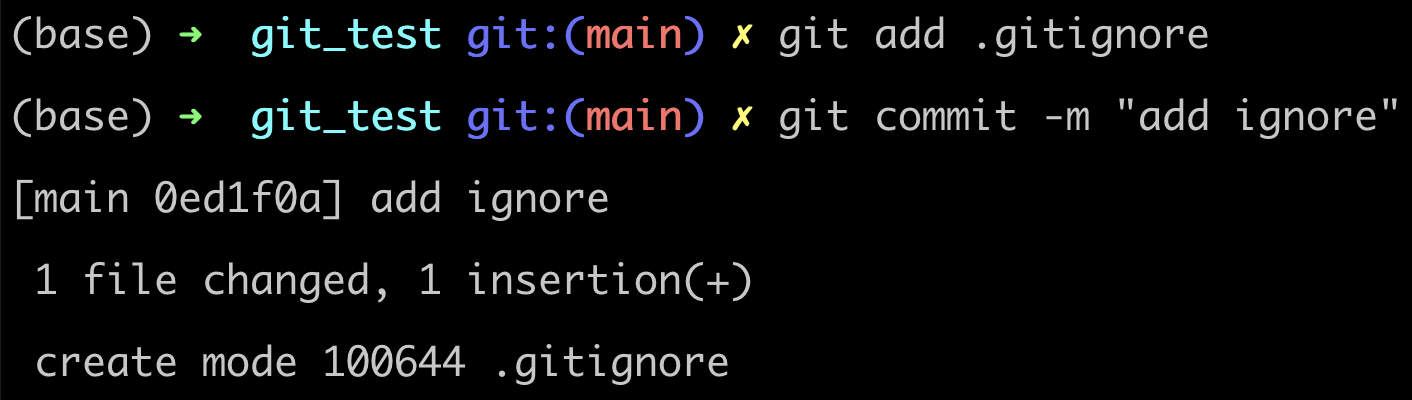 (base) ➜  git_test git:(main) ✗ git add .gitignore
(base) ➜  git_test git:(main) ✗ git commit -m "add ignore"
[main 0ed1f0a] add ignore
 1 file changed, 1 insertion(+)
 create mode 100644 .gitignore